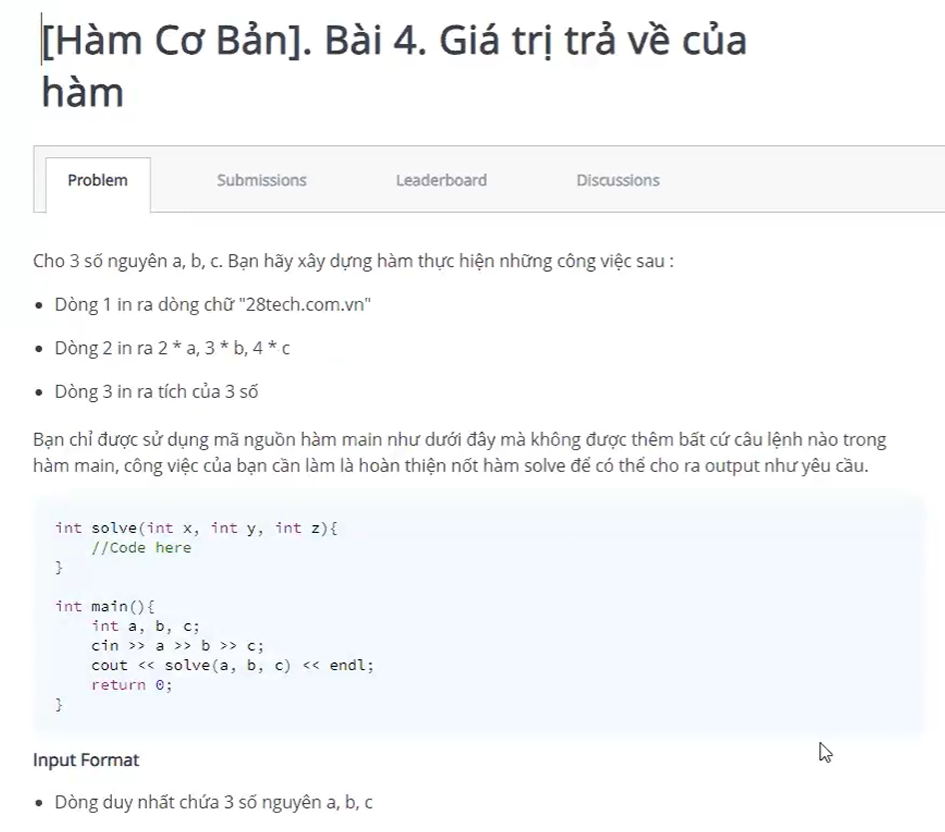 [Hàm Cơ Bản]. Bài 4. Giá trị trả về của
hàm
Problem
Submissions
Leaderboard
Discussions
Cho 3 số nguyên a, b, c. Bạn hãy xây dựng hàm thực hiện những công việc sau :
• Dòng 1 in ra dòng chữ "28tech.com.vn"
• Dòng 2 in ra 2 * a, 3 * b, 4 * c
• Dòng 3 in ra tích của 3 số
Bạn chỉ được sử dụng mã nguồn hàm main như dưới đây mà không được thêm bất cứ câu lệnh nào trong
hàm main, công việc của bạn cần làm là hoàn thiện nốt hàm solve để có thể cho ra output như yêu cầu.
int solve(int x, int y, int z){
    //Code here
}
int main(){
    int a, b, c;
    cin >> a >> b >> c;
    cout << solve(a, b, c) << endl;
    return 0;
}
Input Format
• Dòng duy nhất chứa 3 số nguyên a, b, c